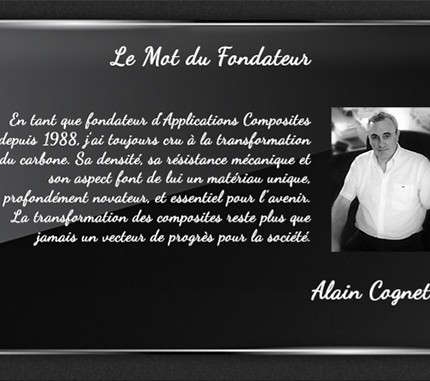 Le Mot du Fondateur
En tant que fondateur d'Applications Composites
depuis 1988, j'ai toujours cru à la transformation
du carbone. Sa densité, sa résistance mécanique et
son aspect font de lui un matériau unique,
profondément novateur, et essentiel pour l'avenir.
La transformation des composites reste plus que
jamais un vecteur de progrès pour la société.
Alain Cognet